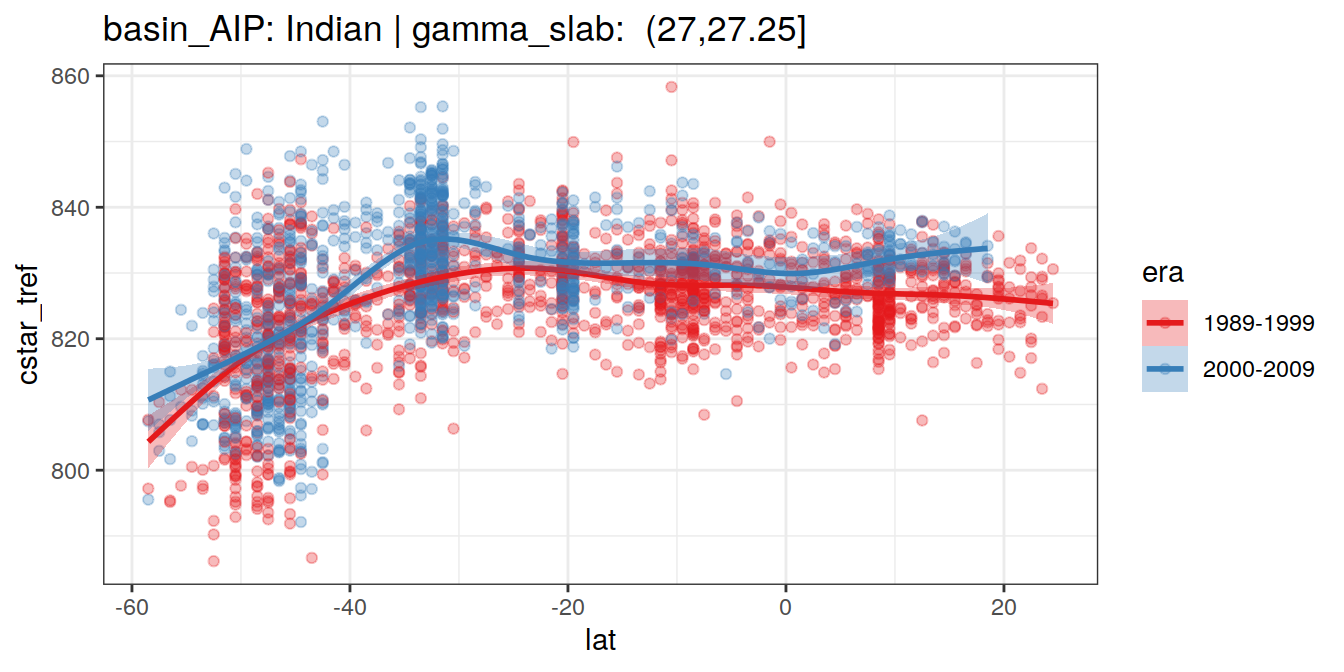 basin_AIP: Indian | gamma_slab:  (27,27.25]
860
840
820
800
cstar_tref
-60
-40
-20
0
20
lat
era
1989-1999
2000-2009